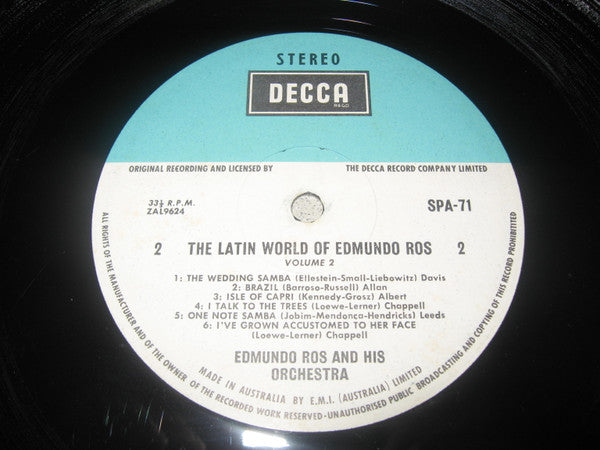 STEREO
DECCA
REGD
ORIGINAL RECORDING AND LICENSED BY THE DECCA RECORD COMPANY LIMITED
33⅓ R.P.M. SPA-71
ZAL9624
2 THE LATIN WORLD OF EDMUNDO ROS 2
VOLUME 2
1: THE WEDDING SAMBA (Ellestein-Small-Liebowitz) Davis
2: BRAZIL (Barroso-Russell) Allan
3: ISLE OF CAPRI (Kennedy-Grosz) Albert
4: I TALK TO THE TREES (Loewe-Lerner) Chappell
5: ONE NOTE SAMBA (Jobim-Mendonça-Hendricks) Leeds
6: I'VE GROWN ACCUSTOMED TO HER FACE
(Loewe-Lerner) Chappell
EDMUNDO ROS AND HIS
ORCHESTRA
MADE IN AUSTRALIA BY E.M.I. (AUSTRALIA) LIMITED
ALL RIGHTS OF THE MANUFACTURER AND OF THE OWNER OF THE RECORDED WORK RESERVED-UNAUTHORISED PUBLIC BROADCASTING AND COPYING OF THIS RECORD PROHIBITITED